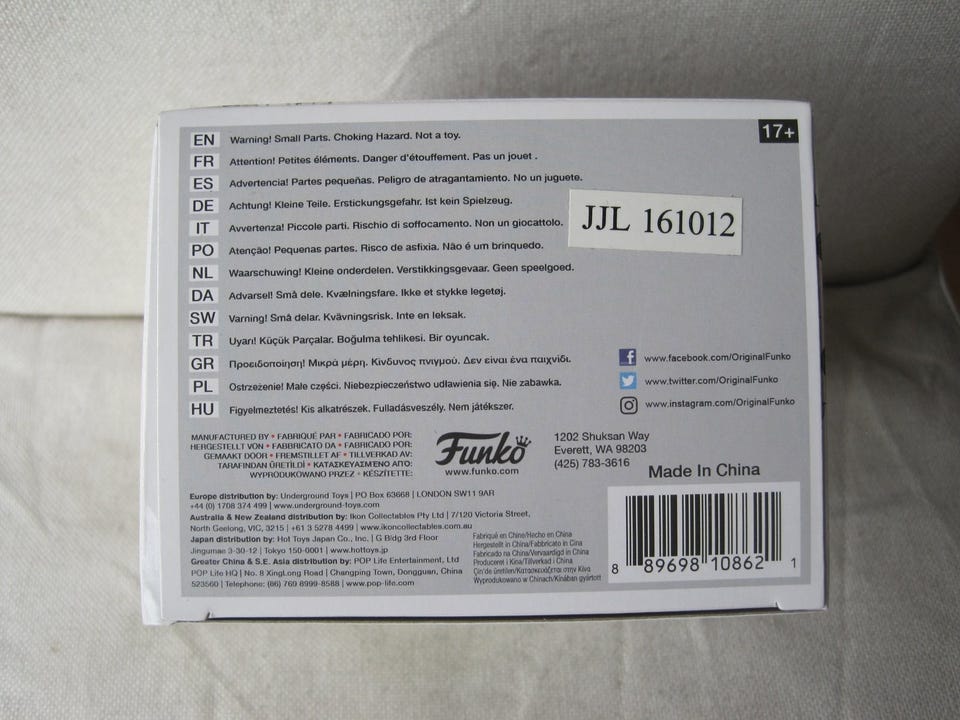 17+
EN Warning! Small Parts. Choking Hazard. Not a toy.
FR Attention! Petites éléments. Danger d'étouffement. Pas un jouet .
ES Advertencia! Partes pequeñas. Peligro de atragantamiento. No un juguete.
DE Achtung! Kleine Teile. Erstickungsgefahr. Ist kein Spielzeug.
IT Avvertenza! Piccole parti. Rischio di soffocamento. Non un giocattolo.
JJL 161012
PO Atenção! Pequenas partes. Risco de asfixia. Não é um brinquedo.
NL Waarschuwing! Kleine onderdelen. Verstikkingsgevaar. Geen speelgoed.
DA Advarsel! Små dele. Kvælningsfare. Ikke et stykke legetøj.
SW Varning! Små delar. Kvävningsrisk. Inte en leksak.
TR Uyarı! Küçük Parçalar. Boğulma tehlikesi. Bir oyuncak.
GR Προειδοποίηση! Μικρά μέρη. Κίνδυνος πνιγμού. Δεν είναι ένα παιχνίδι.
PL Ostrzeżenie! Małe części. Niebezpieczeństwo udławienia się. Nie zabawka.
HU Figyelmeztetés! Kis alkatrészek. Fulladásveszély. Nem játékszer.
www.facebook.com/OriginalFunko
www.twitter.com/OriginalFunko
www.instagram.com/OriginalFunko
MANUFACTURED BY • FABRIQUÉ PAR • FABRICADO POR:
HERGESTELLT VON • FABBRICATO DA • FABRICADO POR:
GEMAAKT DOOR • FREMSTILLET AF • TILLVERKAD AV:
TARAFINDAN ÜRETİLDİ • ΚΑΤΑΣΚΕΥΑΣΜΈΝΟ ΑΠΌ:
WYPRODUKOWANO PRZEZ • KÉSZÍTETTE:
Funko
www.funko.com
1202 Shuksan Way
Everett, WA 98203
(425) 783-3616
Made In China
Europe distribution by: Underground Toys | PO Box 63668 | LONDON SW11 9AR
+44 (0) 1708 374 499 | www.underground-toys.com
Australia & New Zealand distribution by: Ikon Collectables Pty Ltd | 7/120 Victoria Street,
North Geelong, VIC, 3215 | +61 3 5278 4499 | www.ikoncollectables.com.au
Japan distribution by: Hot Toys Japan Co., Inc. | G Bldg 3rd Floor
Jingumae 3-30-12 | Tokyo 150-0001 | www.hottoys.jp
Greater China & S.E. Asia distribution by: POP Life Entertainment, Ltd
POP Life HQ | No. 8 XingLong Road | Changping Town, Dongguan, China
523560 | Telephone: (86) 769 8999-8588 | www.pop-life.com
Fabriqué en Chine/Hecho en China
Hergestellt in China/Fabbricato in Cina
Fabricado na China/Vervaardigd in China
Produceret i Kina/Tillverkad i China
Çin'de üretilen/Κατασκευάζεται στην Κίνα
Wyprodukowano w Chinach/Kínában gyártott
8 89698 10862 1